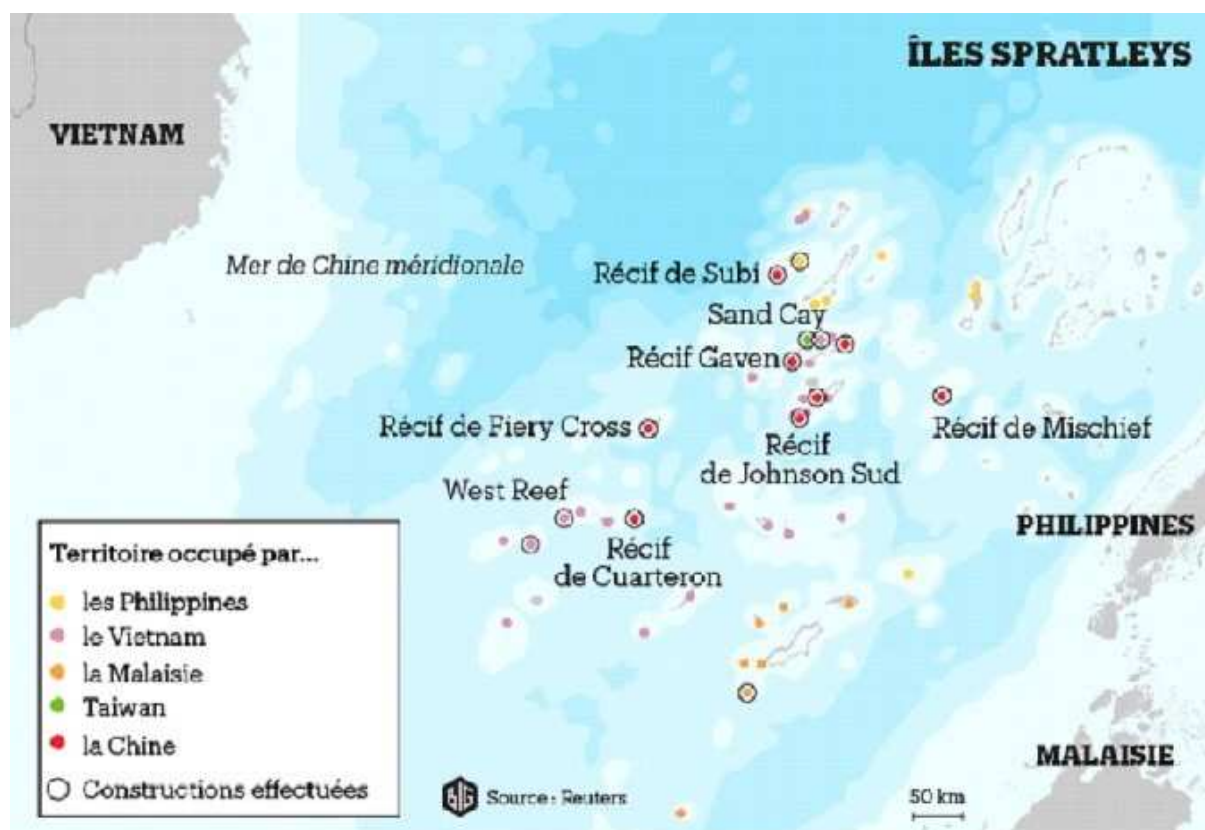 ÎLES SPRATLEYS
VIETNAM
Mer de Chine méridionale
Récif de Subi
Sand Cay
Récif Gaven
Récif de Fiery Cross
Récif de Mischief
Récif
de Johnson Sud
West Reef
PHILIPPINES
Récif
de Cuarteron
Territoire occupé par...
les Philippines
le Vietnam
la Malaisie
Taiwan
la Chine
Constructions effectuées
MALAISIE
BIG Source : Reuters
50 km